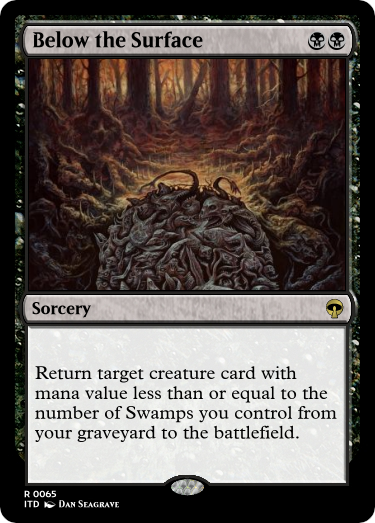 Below the Surface
Sorcery
Return target creature card with
mana value less than or equal to the
number of Swamps you control from
your graveyard to the battlefield.
R 0065
ITD Dan Seagrave